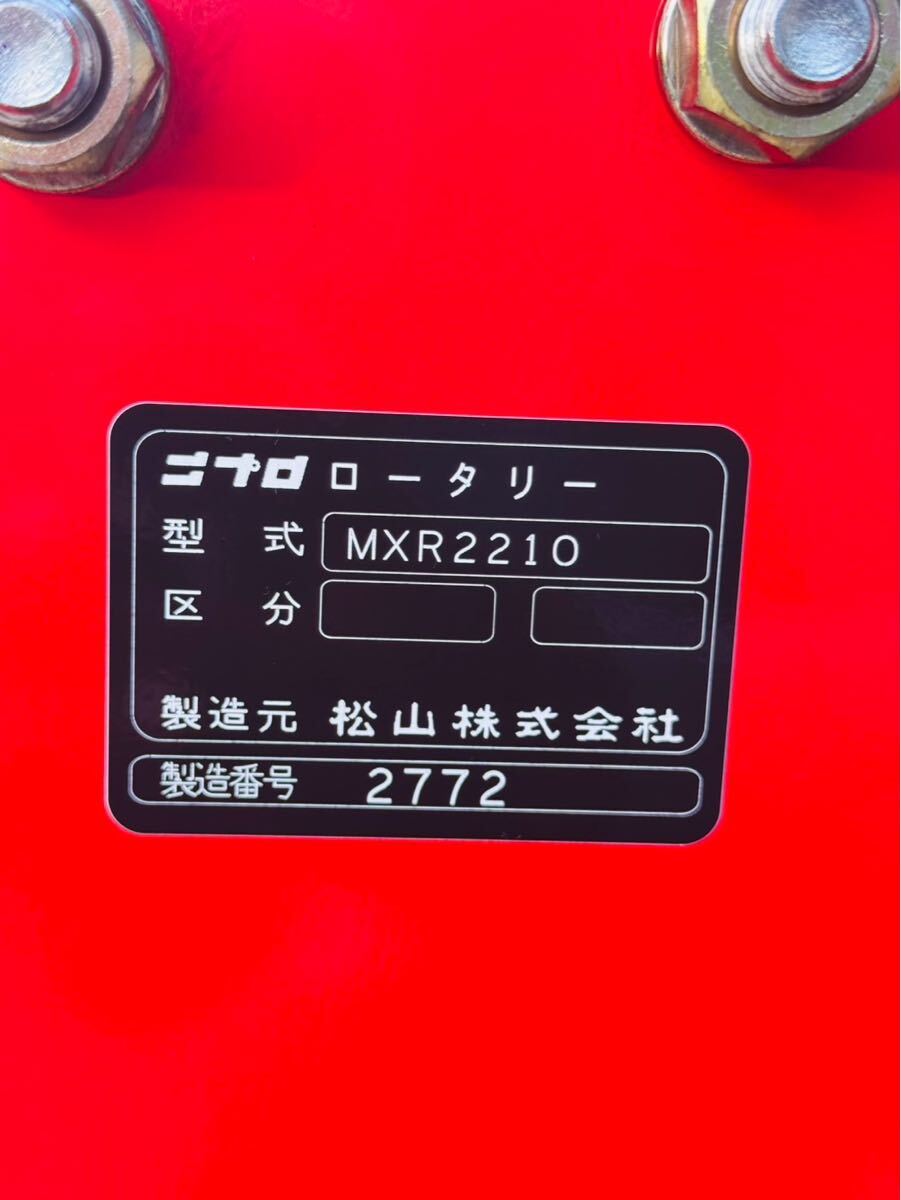 ニプロ ロータリー
型式 MXR2210
区分
製造元 松山株式会社
製造番号 2772